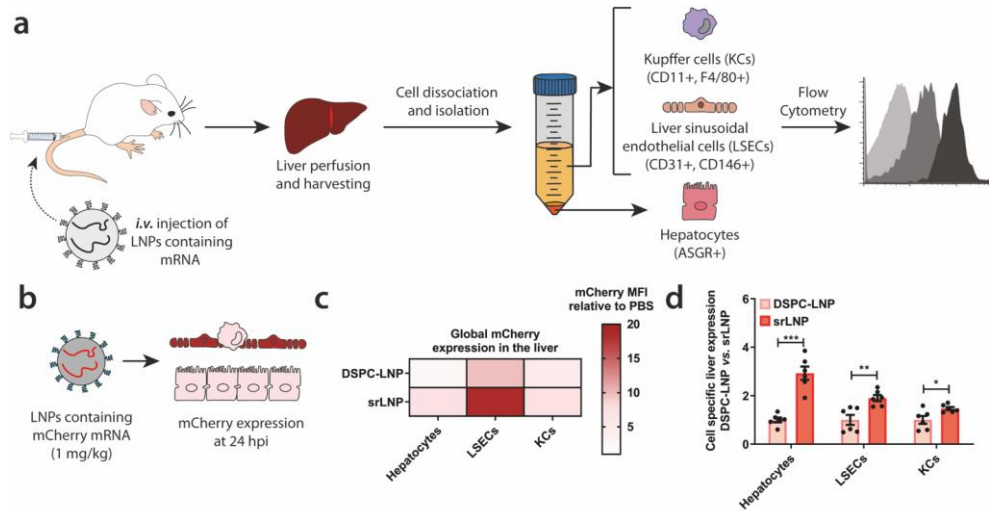 a
i.v. injection of
LNPs containing
mRNA
Liver perfusion
and harvesting
Cell dissociation
and isolation
Kupffer cells (KCs)
(CD11+, F4/80+)
Liver sinusoidal
endothelial cells (LSECs)
(CD31+, CD146+)
Hepatocytes
(ASGR+)
Flow
Cytometry
b
LNPs containing
mCherry mRNA
(1 mg/kg)
mCherry expression
at 24 hpi
c
Global mCherry
expression in the liver
DSPC-LNP
srLNP
Hepatocytes
LSECs
KCs
mCherry MFI
relative to PBS
20
15
10
5
d
DSPC-LNP
srLNP
Cell specific liver expression
DSPC-LNP vs. srLNP
6
4
2
0
***
**
*
Hepatocytes
LSECs
KCs